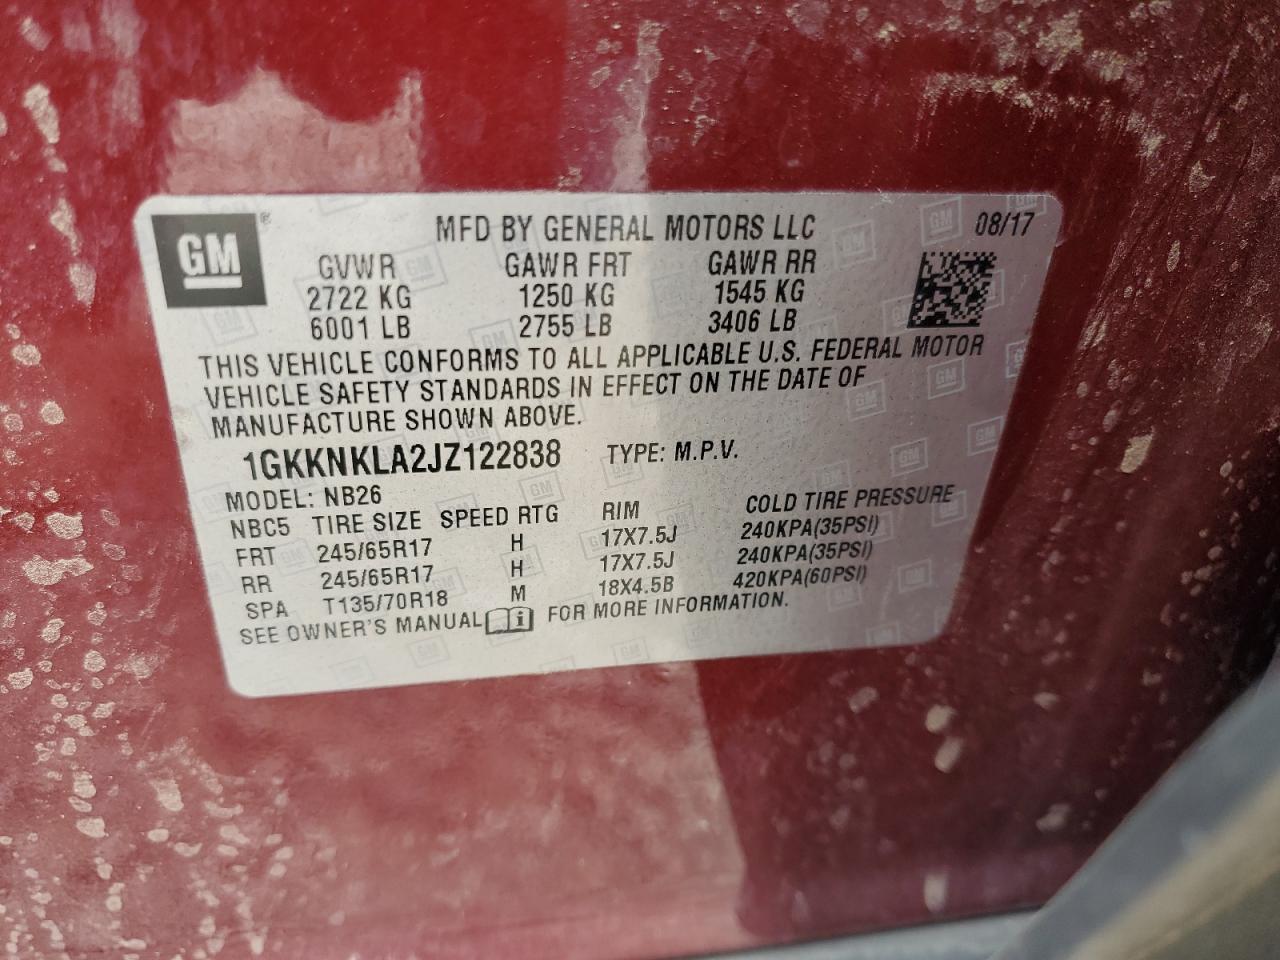 GM
MFD BY GENERAL MOTORS LLC 08/17
GVWR GAWR FRT GAWR RR
2722 KG 1250 KG 1545 KG
6001 LB 2755 LB 3406 LB
THIS VEHICLE CONFORMS TO ALL APPLICABLE U.S. FEDERAL MOTOR
VEHICLE SAFETY STANDARDS IN EFFECT ON THE DATE OF
MANUFACTURE SHOWN ABOVE.
1GKKNKLA2JZ122838 TYPE: M.P.V.
MODEL: NB26
NBC5 TIRE SIZE SPEED RTG RIM COLD TIRE PRESSURE
FRT 245/65R17 H 17X7.5J 240KPA(35PSI)
RR 245/65R17 H 17X7.5J 240KPA(35PSI)
SPA T135/70R18 M 18X4.5B 420KPA(60PSI)
SEE OWNER'S MANUAL i FOR MORE INFORMATION.